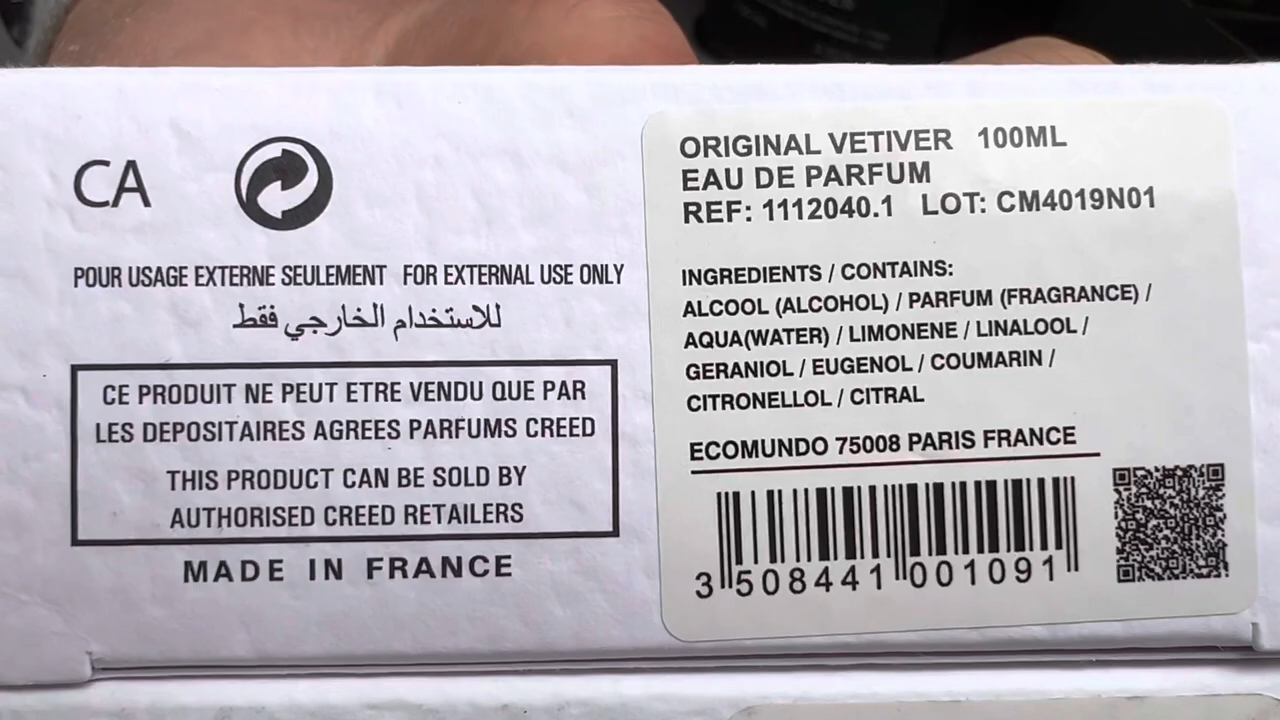 CA
POUR USAGE EXTERNE SEULEMENT FOR EXTERNAL USE ONLY
للاستخدام الخارجي فقط
CE PRODUIT NE PEUT ETRE VENDU QUE PAR
LES DEPOSITAIRES AGREES PARFUMS CREED
THIS PRODUCT CAN BE SOLD BY
AUTHORISED CREED RETAILERS
MADE IN FRANCE
ORIGINAL VETIVER 100ML
EAU DE PARFUM
REF: 1112040.1 LOT: CM4019N01
INGREDIENTS / CONTAINS:
ALCOOL (ALCOHOL) / PARFUM (FRAGRANCE) /
AQUA(WATER) / LIMONENE / LINALOOL /
GERANIOL / EUGENOL / COUMARIN /
CITRONELLOL / CITRAL
ECOMUNDO 75008 PARIS FRANCE
3 508441 001091